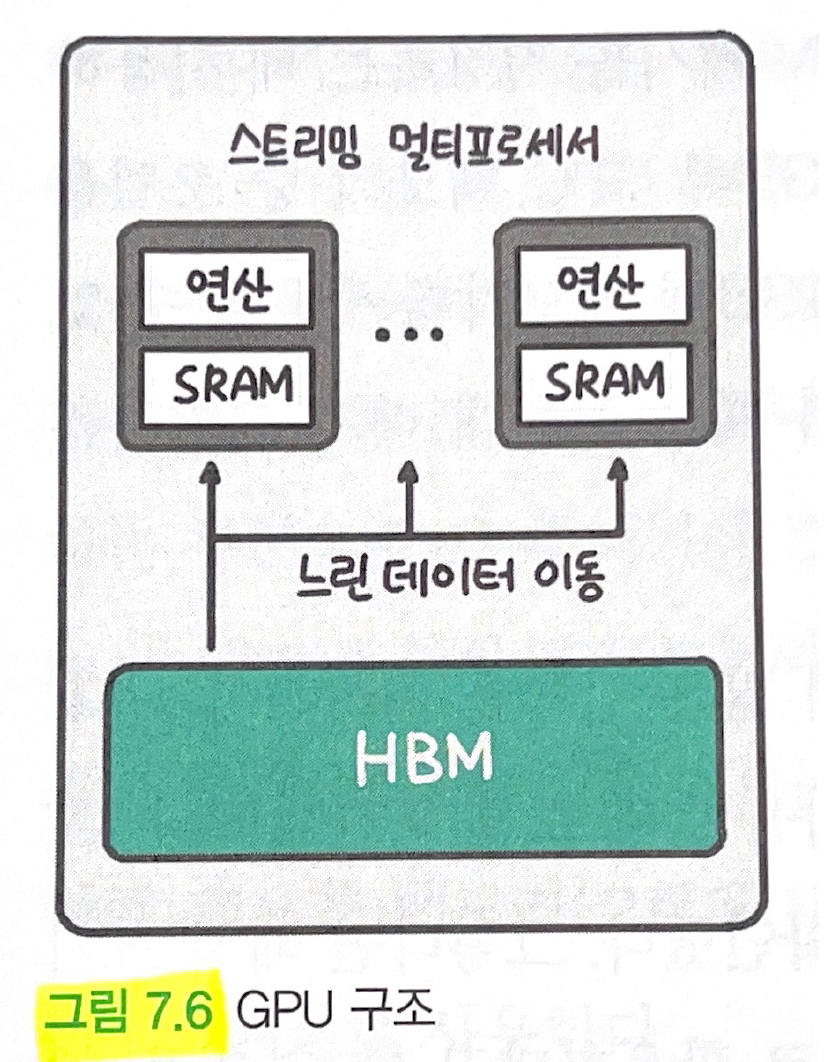 스트리밍 멀티프로세서
연산 연산
SRAM ... SRAM
느린 데이터 이동
HBM
그림 7.6 GPU 구조